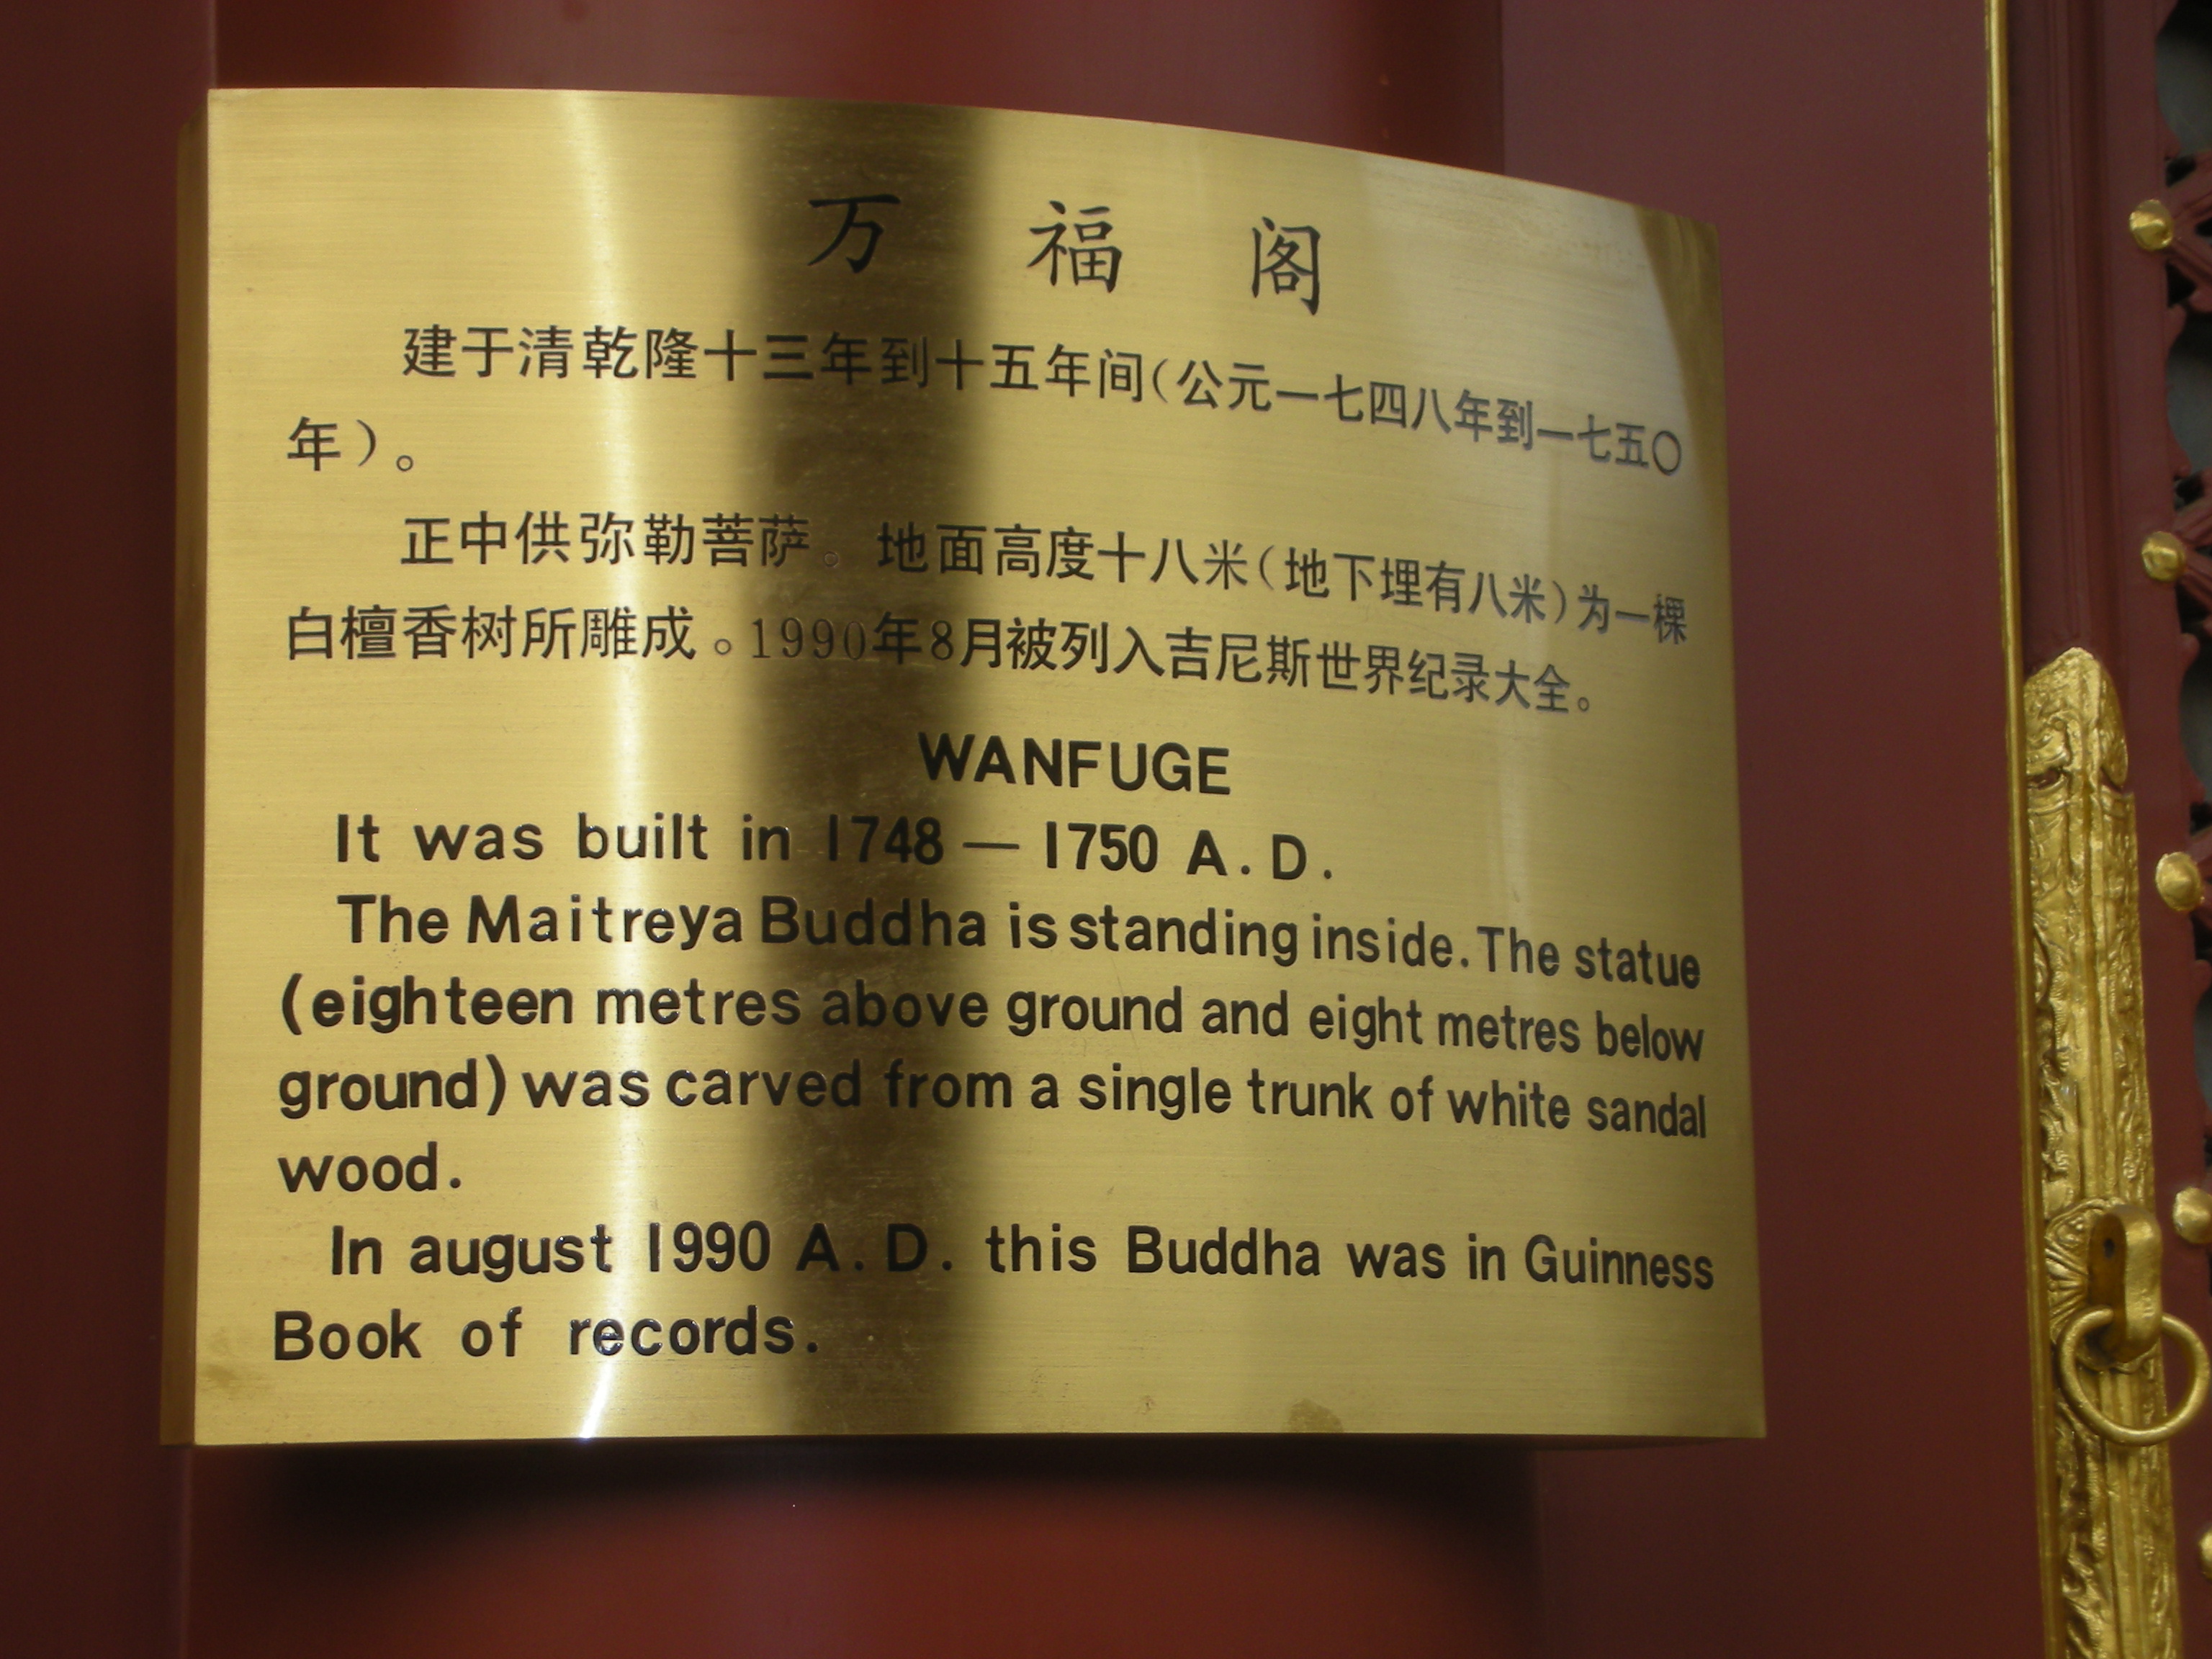 万福阁
建于清乾隆十三年到十五年间（公元一七四八年到一七五〇
年）。
正中供弥勒菩萨。地面高度十八米（地下埋有八米）为一棵
白檀香树所雕成。1990年8月被列入吉尼斯世界纪录大全。
WANFUGE
It was built in 1748 — 1750 A.D.
The Maitreya Buddha is standing inside. The statue
(eighteen metres above ground and eight metres below
ground) was carved from a single trunk of white sandal
wood.
In august 1990 A.D. this Buddha was in Guinness
Book of records.